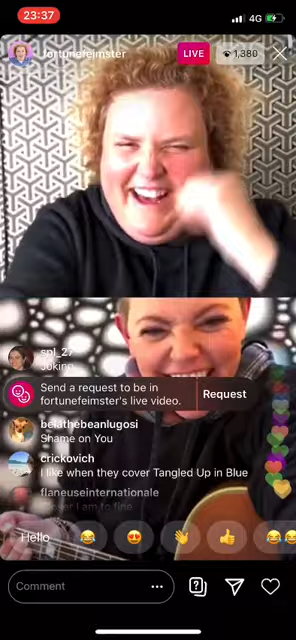 23:37
4G
fortunefeimster
LIVE
1,380
spl_27
Joking
Send a request to be in
fortunefeimster's live video.
Request
belathebeanlugosi
Shame on You
crickovich
I like when they cover Tangled Up in Blue
flaneuseinternationale
I am to fine
Hello
Comment